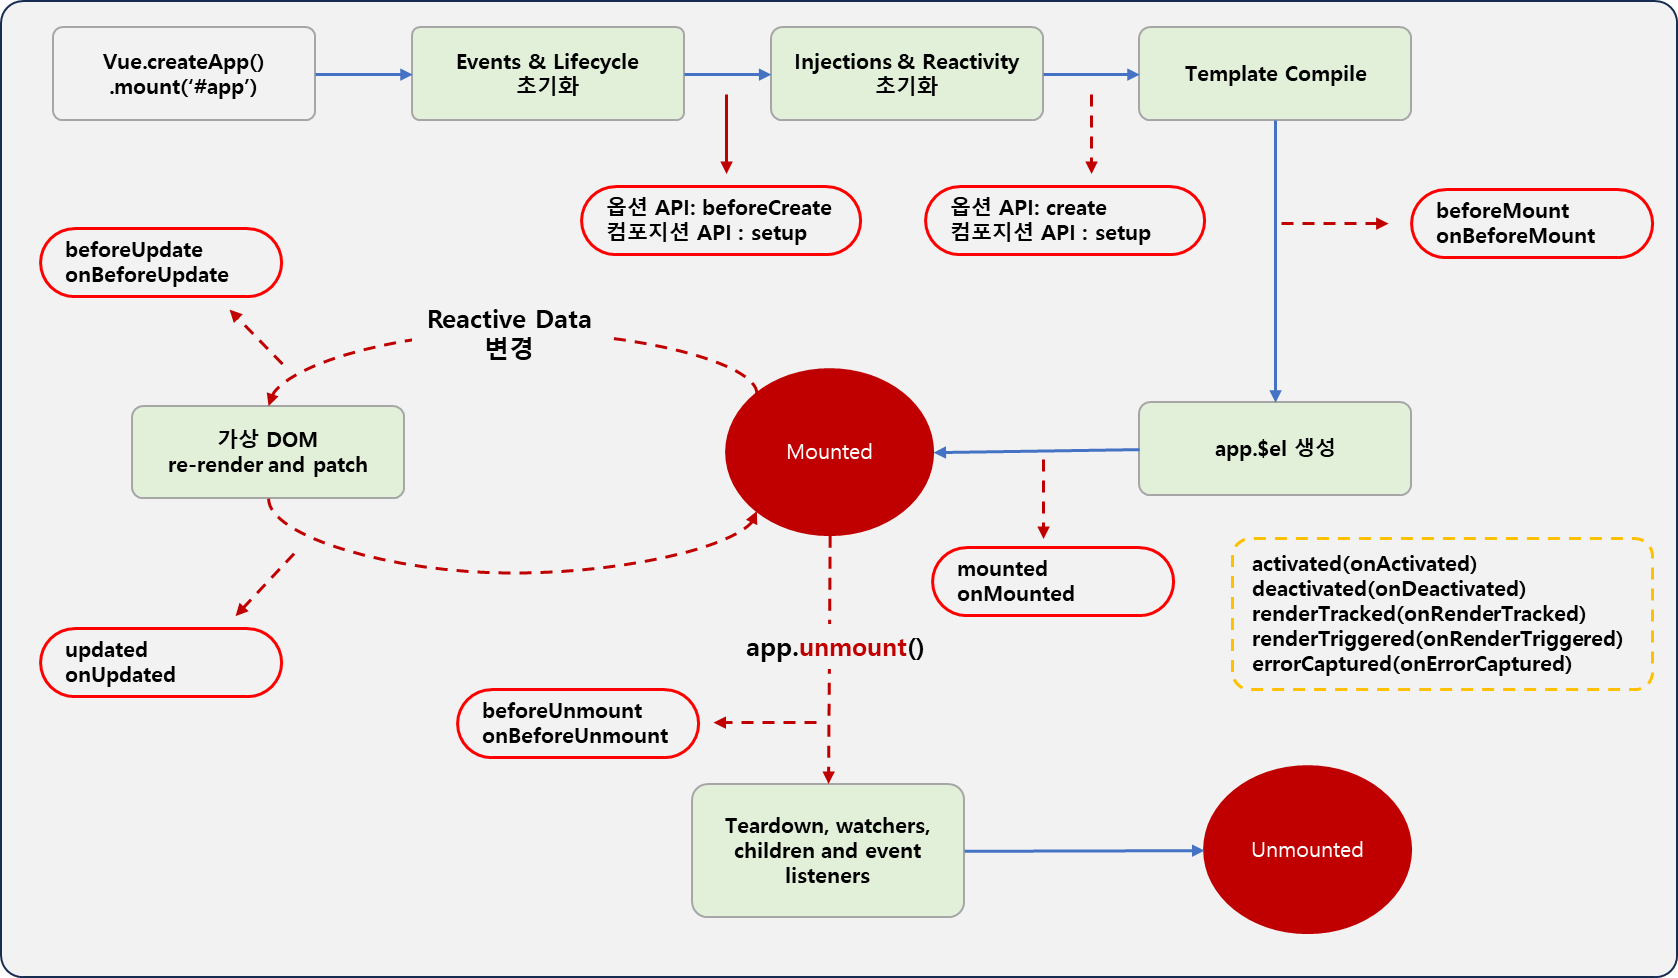 Vue.createApp()
.mount(‘#app’)
Events & Lifecycle
초기화
Injections & Reactivity
초기화
Template Compile
옵션 API: beforeCreate
컴포지션 API : setup
옵션 API: create
컴포지션 API : setup
beforeMount
onBeforeMount
beforeUpdate
onBeforeUpdate
Reactive Data
변경
가상 DOM
re-render and patch
Mounted
app.$el 생성
mounted
onMounted
activated(onActivated)
deactivated(onDeactivated)
renderTracked(onRenderTracked)
renderTriggered(onRenderTriggered)
errorCaptured(onErrorCaptured)
updated
onUpdated
app.unmount()
beforeUnmount
onBeforeUnmount
Teardown, watchers,
children and event
listeners
Unmounted